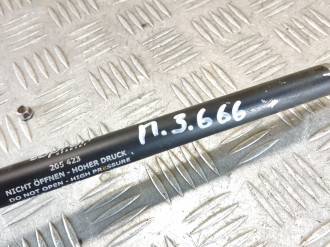 205 423
NICHT ÖFFNEN - HOHER DRUCK
DO NOT OPEN - HIGH PRESSURE
П.3.666